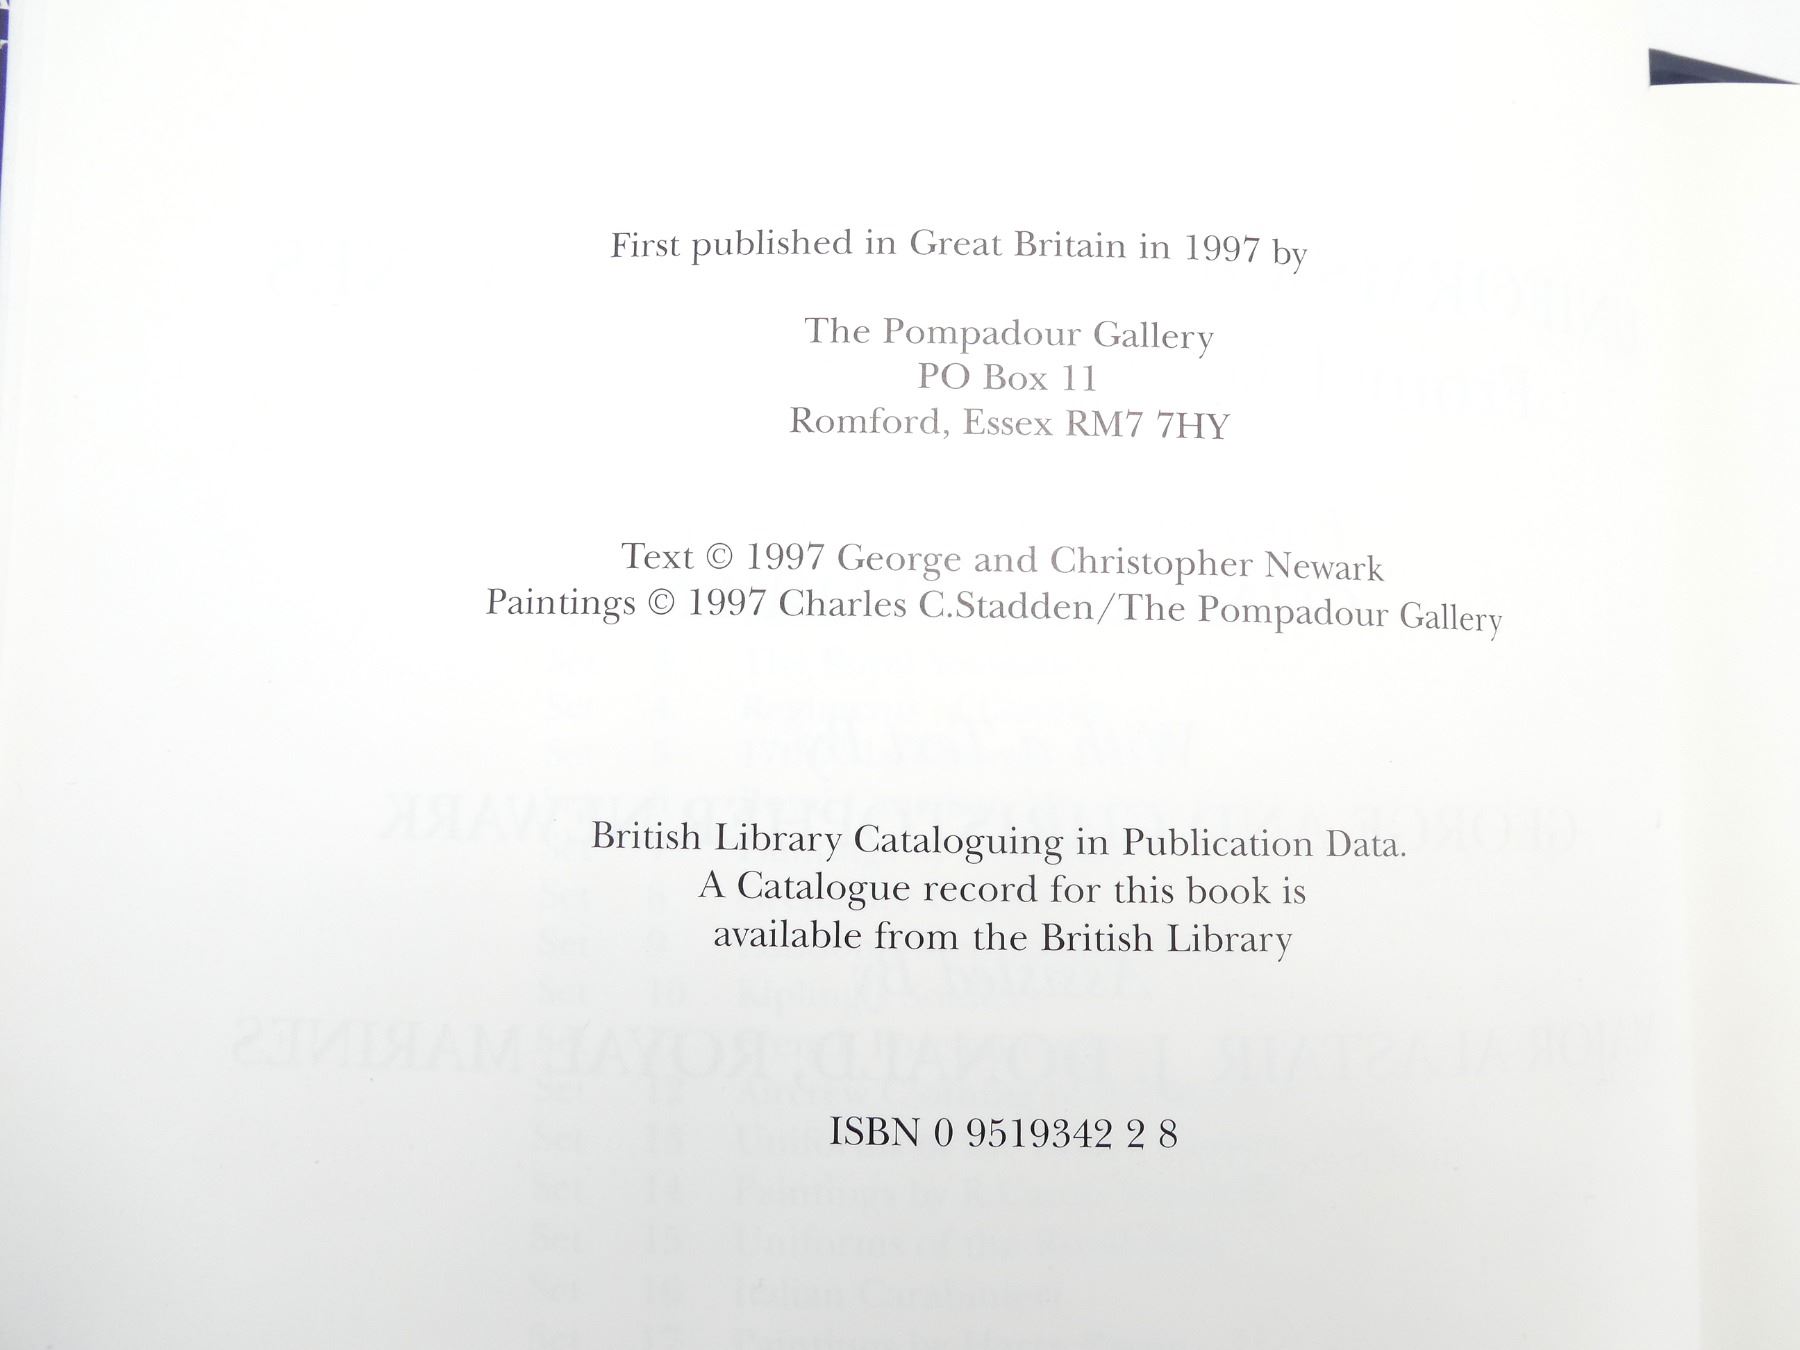 First published in Great Britain in 1997 by
The Pompadour Gallery
PO Box 11
Romford, Essex RM7 7HY
Text © 1997 George and Christopher Newark
Paintings © 1997 Charles C.Stadden/The Pompadour Gallery
British Library Cataloguing in Publication Data.
A Catalogue record for this book is
available from the British Library
ISBN 0 9519342 2 8